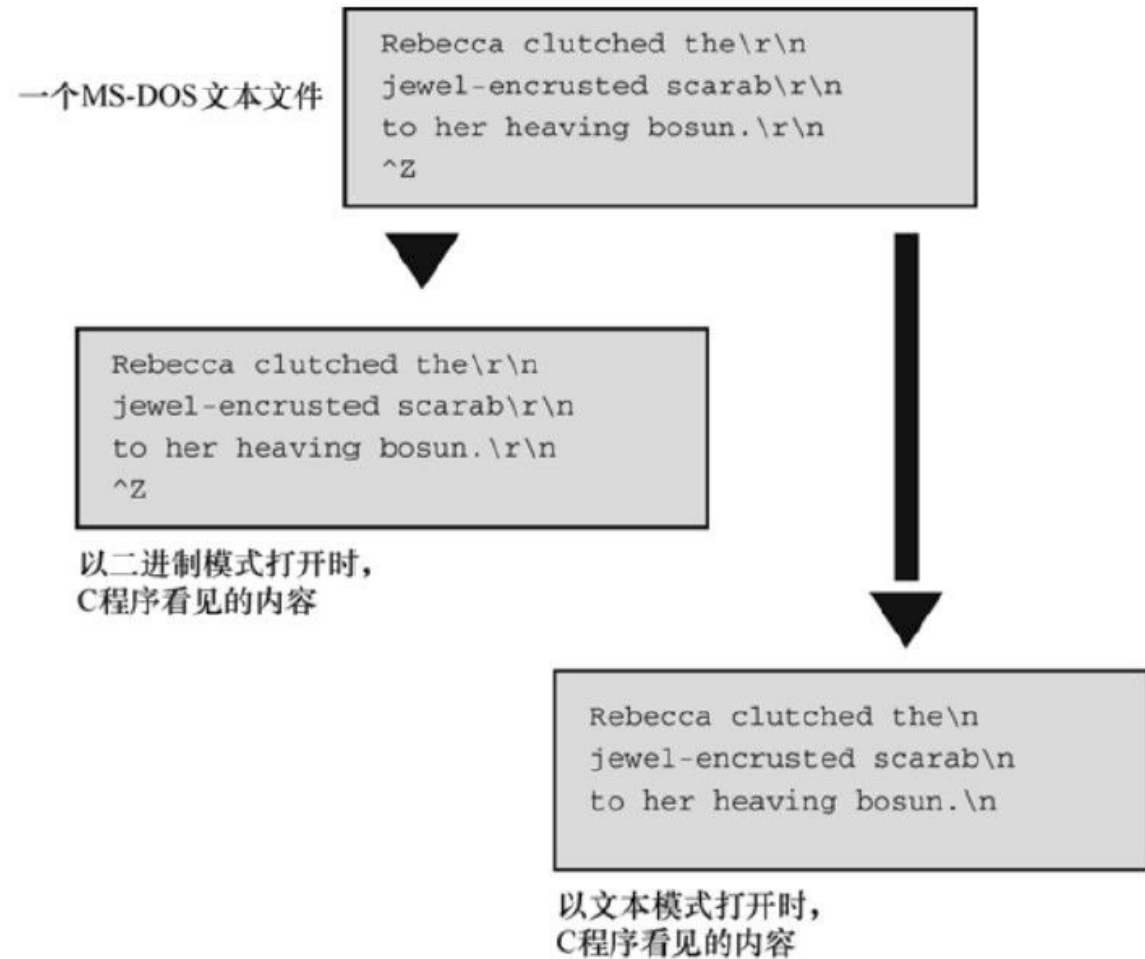 一个MS-DOS文本文件
Rebecca clutched the\r\n
jewel-encrusted scarab\r\n
to her heaving bosun.\r\n
^Z
Rebecca clutched the\r\n
jewel-encrusted scarab\r\n
to her heaving bosun.\r\n
^Z
以二进制模式打开时，
C程序看见的内容
Rebecca clutched the\n
jewel-encrusted scarab\n
to her heaving bosun.\n
以文本模式打开时，
C程序看见的内容